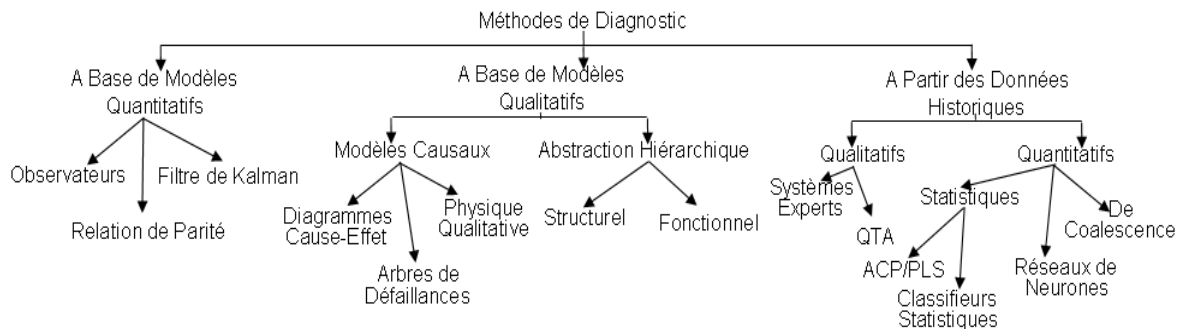 Méthodes de Diagnostic
A Base de Modèles
Quantitatifs
A Base de Modèles
Qualitatifs
A Partir des Données
Historiques
Observateurs
Filtre de Kalman
Relation de Parité
Modèles Causaux
Abstraction Hiérarchique
Diagrammes
Cause-Effet
Physique
Qualitative
Arbres de
Défaillances
Structurel
Fonctionnel
Qualitatifs
Quantitatifs
Systèmes
Experts
QTA
Statistiques
ACP/PLS
Classifieurs
Statistiques
Réseaux de
Neurones
De
Coalescence